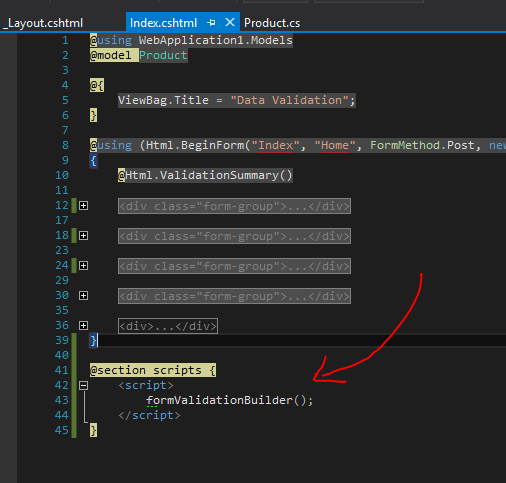 _Layout.cshtml Index.cshtml Product.cs
1 @using WebApplication1.Models
2 @model Product
3
4 @{
5 ViewBag.Title = "Data Validation";
6 }
7
8 @using (Html.BeginForm("Index", "Home", FormMethod.Post, new
9 {
10 @Html.ValidationSummary()
11
12 <div class="form-group">...</div>
17
18 <div class="form-group">...</div>
23
24 <div class="form-group">...</div>
29
30 <div class="form-group">...</div>
35
36 <div>...</div>
39 }
40
41 @section scripts {
42 <script>
43 formValidationBuilder();
44 </script>
45 }